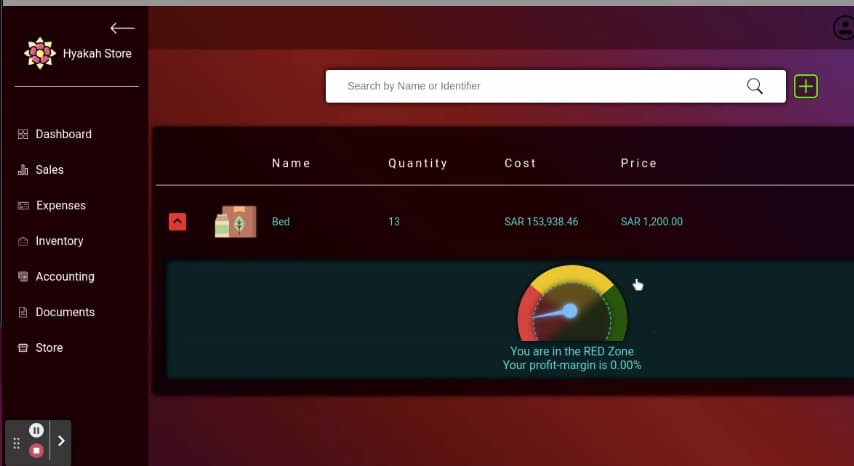 Hyakah Store
Search by Name or Identifier
Dashboard
Sales
Expenses
Inventory
Accounting
Documents
Store
Name Quantity Cost Price
Bed 13 SAR 153,938.46 SAR 1,200.00
You are in the RED Zone
Your profit-margin is 0.00%